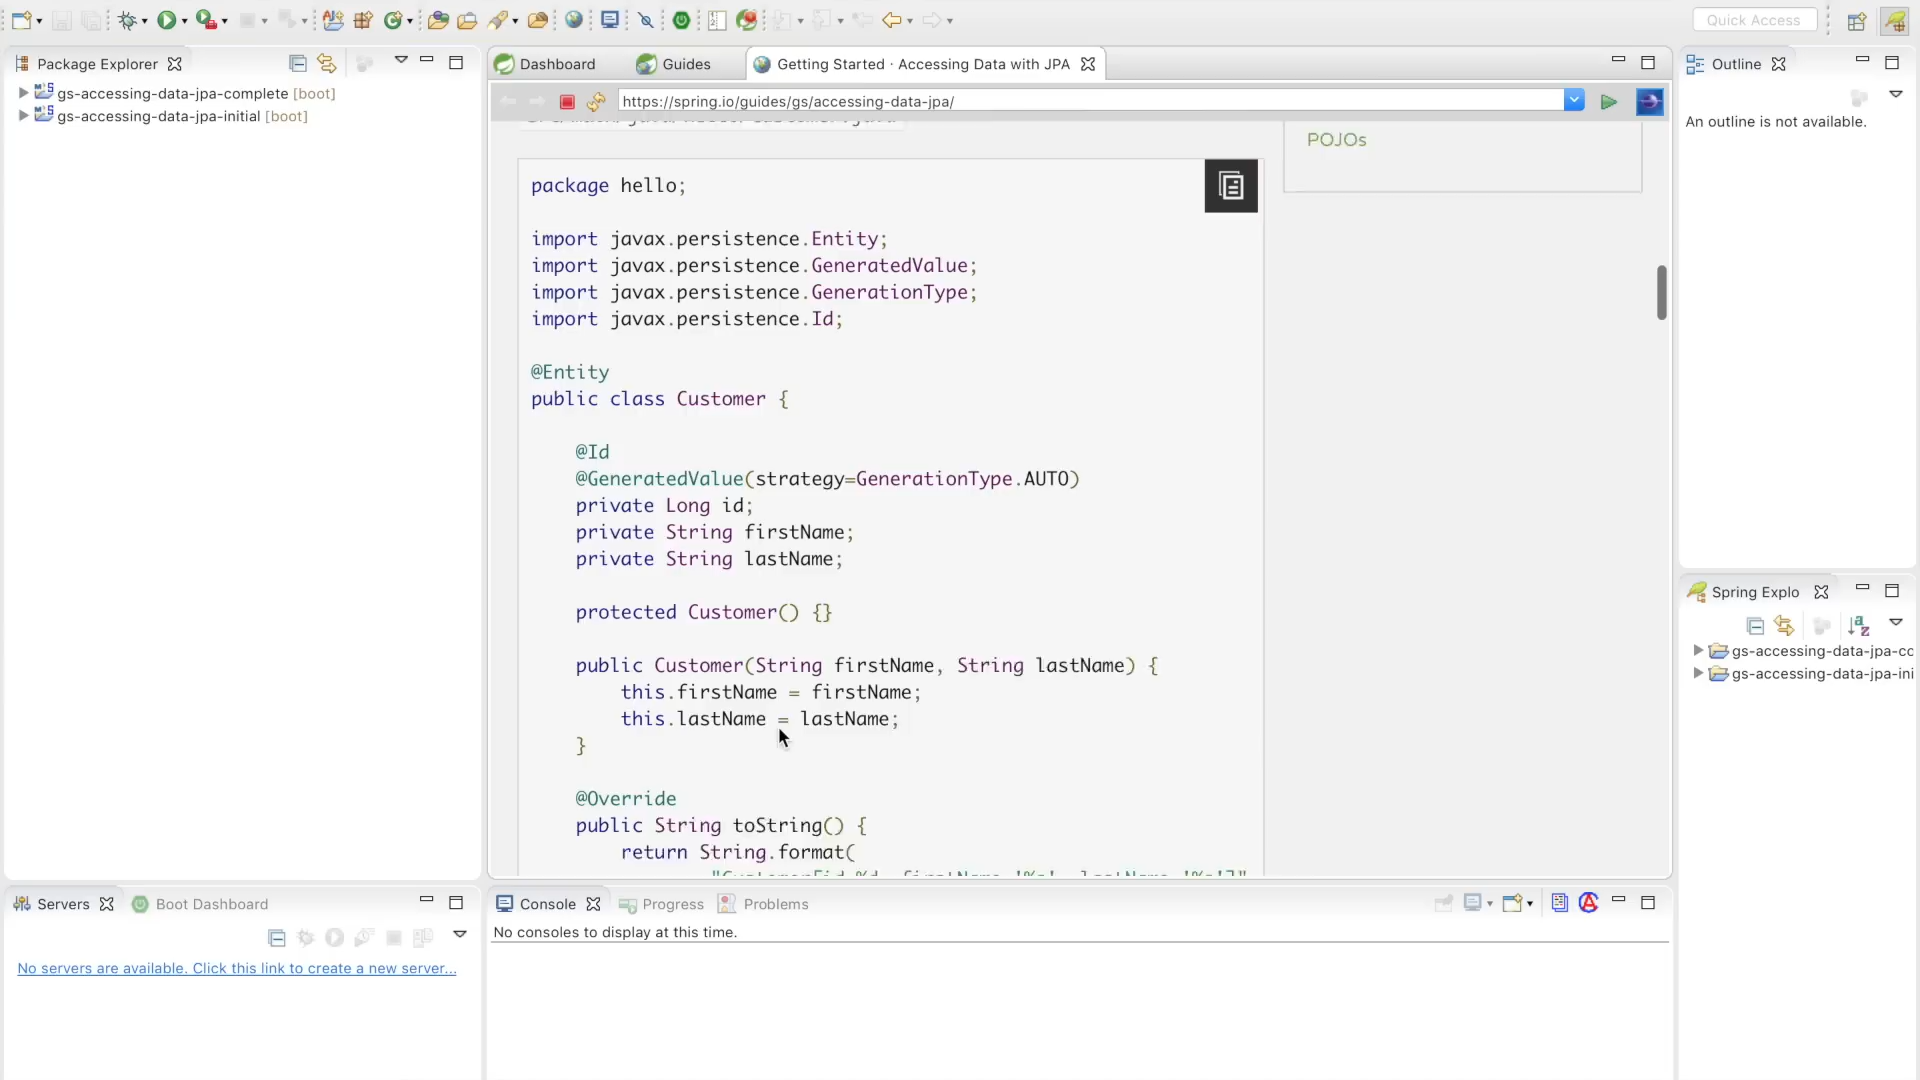 Quick Access
Package Explorer
gs-accessing-data-jpa-complete [boot]
gs-accessing-data-jpa-initial [boot]
Dashboard
Guides
Getting Started · Accessing Data with JPA
https://spring.io/guides/gs/accessing-data-jpa/
POJOs
package hello;
import javax.persistence.Entity;
import javax.persistence.GeneratedValue;
import javax.persistence.GenerationType;
import javax.persistence.Id;
@Entity
public class Customer {
@Id
@GeneratedValue(strategy=GenerationType.AUTO)
private Long id;
private String firstName;
private String lastName;
protected Customer() {}
public Customer(String firstName, String lastName) {
this.firstName = firstName;
this.lastName = lastName;
}
@Override
public String toString() {
return String.format(
Outline
An outline is not available.
Spring Explo
gs-accessing-data-jpa-cc
gs-accessing-data-jpa-ini
Servers
Boot Dashboard
No servers are available. Click this link to create a new server...
Console
Progress
Problems
No consoles to display at this time.